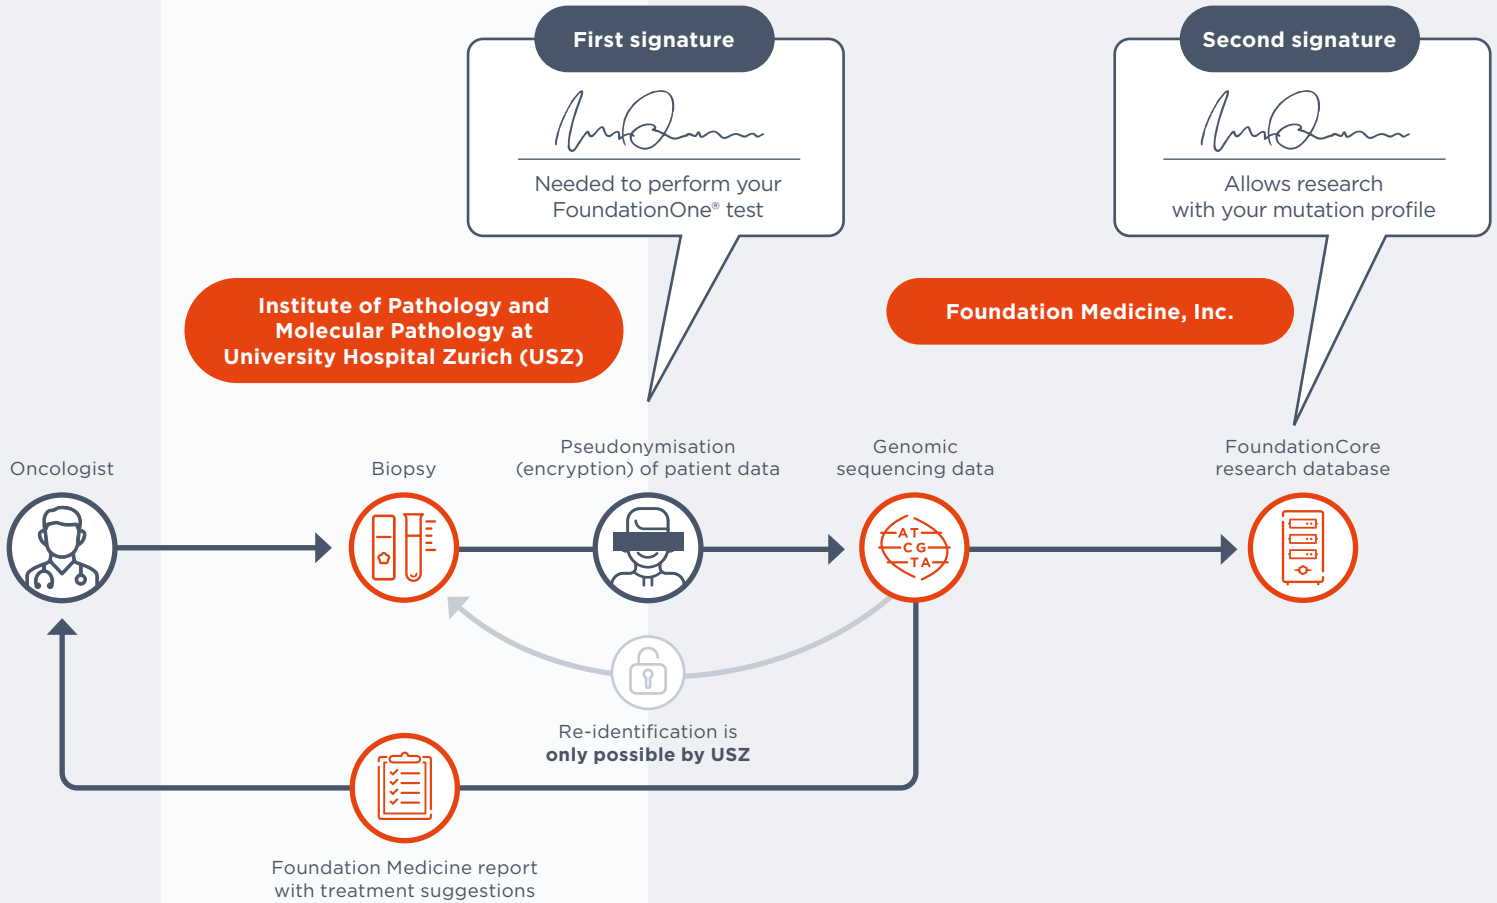 First signature
Needed to perform your
FoundationOne® test
Second signature
Allows research
with your mutation profile
Institute of Pathology and
Molecular Pathology at
University Hospital Zurich (USZ)
Foundation Medicine, Inc.
Oncologist
Biopsy
Pseudonymisation
(encryption) of patient data
Genomic
sequencing data
FoundationCore
research database
AT
CG
TA
Re-identification is
only possible by USZ
Foundation Medicine report
with treatment suggestions